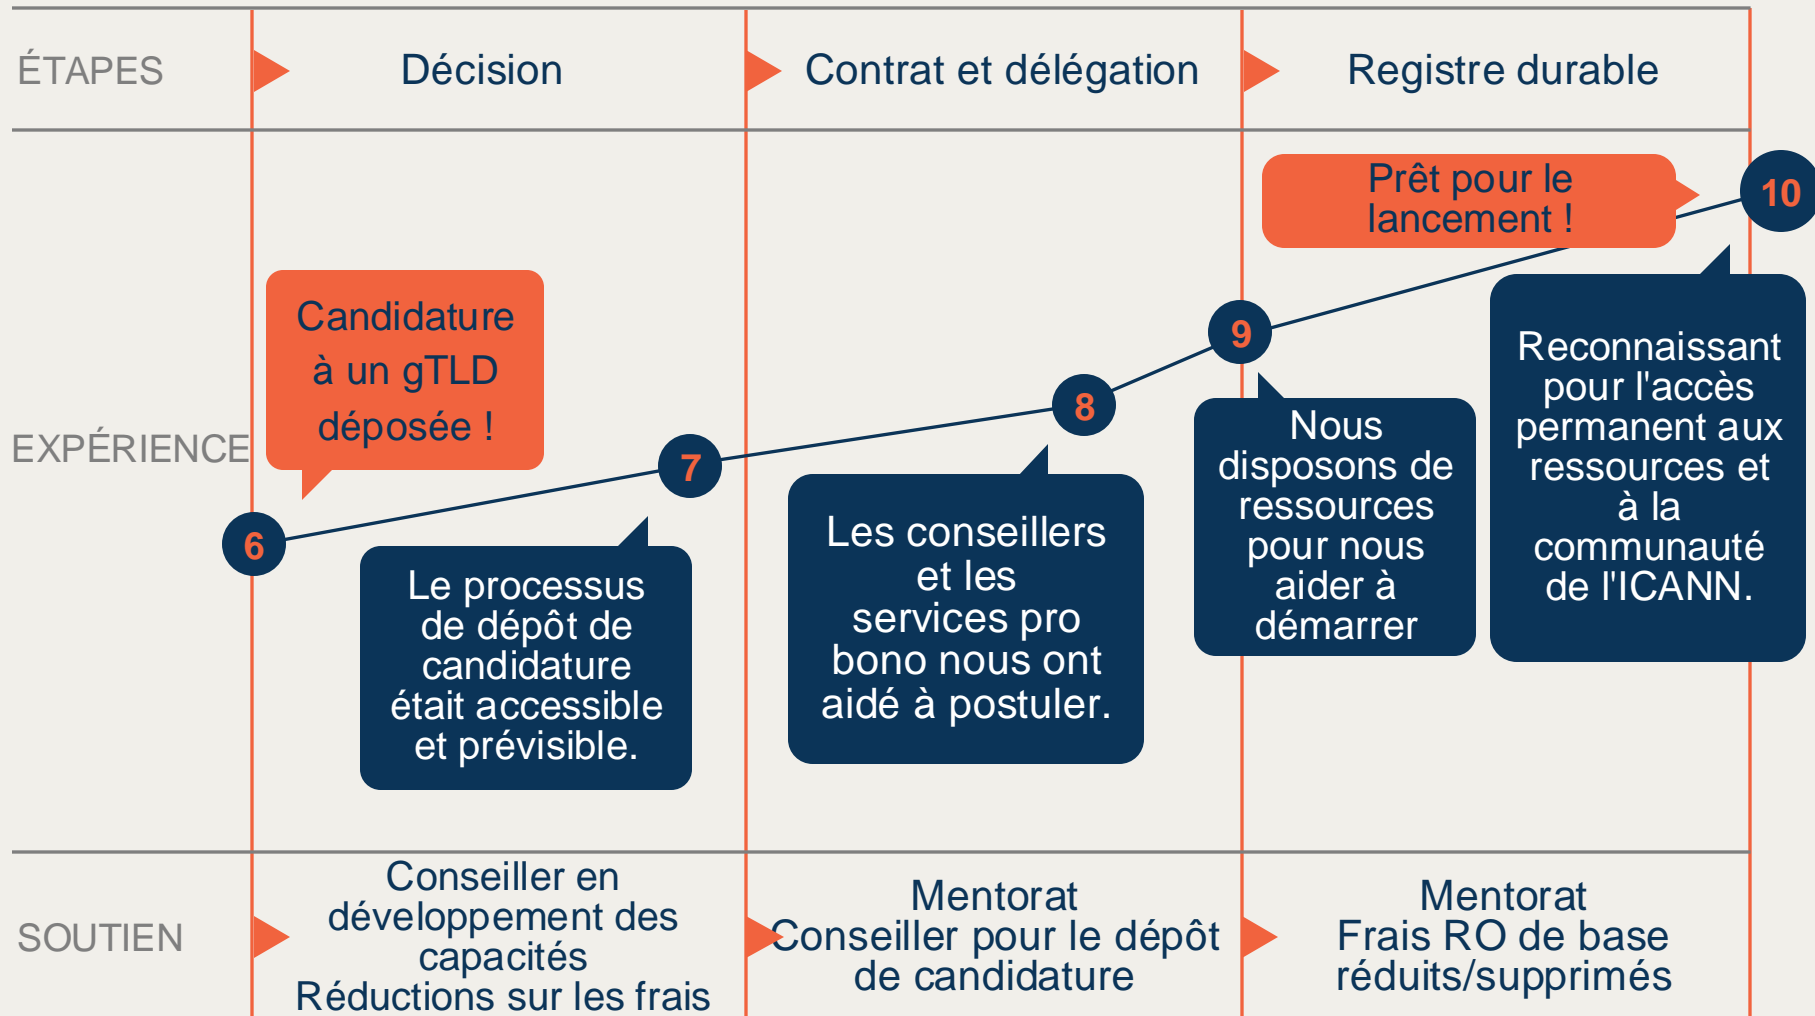 ÉTAPES
Décision
Contrat et délégation
Registre durable
EXPÉRIENCE
6
Candidature
à un gTLD
déposée !
7
Le processus
de dépôt de
candidature
était accessible
et prévisible.
8
Les conseillers
et les
services pro
bono nous ont
aidé à postuler.
9
Nous
disposons de
ressources
pour nous
aider à
démarrer
Prêt pour le
lancement !
10
Reconnaissant
pour l'accès
permanent aux
ressources et
à la
communauté
de l'ICANN.
SOUTIEN
Conseiller en
développement des
capacités
Réductions sur les frais
Mentorat
Conseiller pour le dépôt
de candidature
Mentorat
Frais RO de base
réduits/supprimés